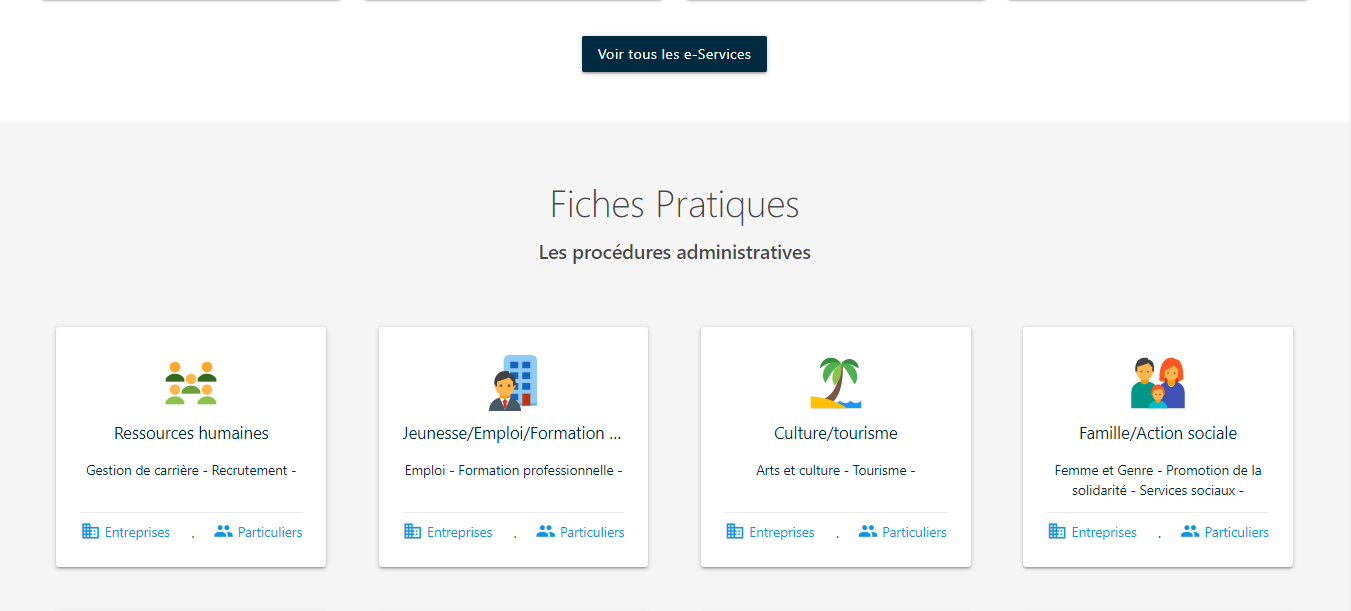 Voir tous les e-Services
Fiches Pratiques
Les procédures administratives
Ressources humaines
Gestion de carrière - Recrutement -
Entreprises . Particuliers
Jeunesse/Emploi/Formation ...
Emploi - Formation professionnelle -
Entreprises . Particuliers
Culture/tourisme
Arts et culture - Tourisme -
Entreprises . Particuliers
Famille/Action sociale
Femme et Genre - Promotion de la
solidarité - Services sociaux -
Entreprises . Particuliers